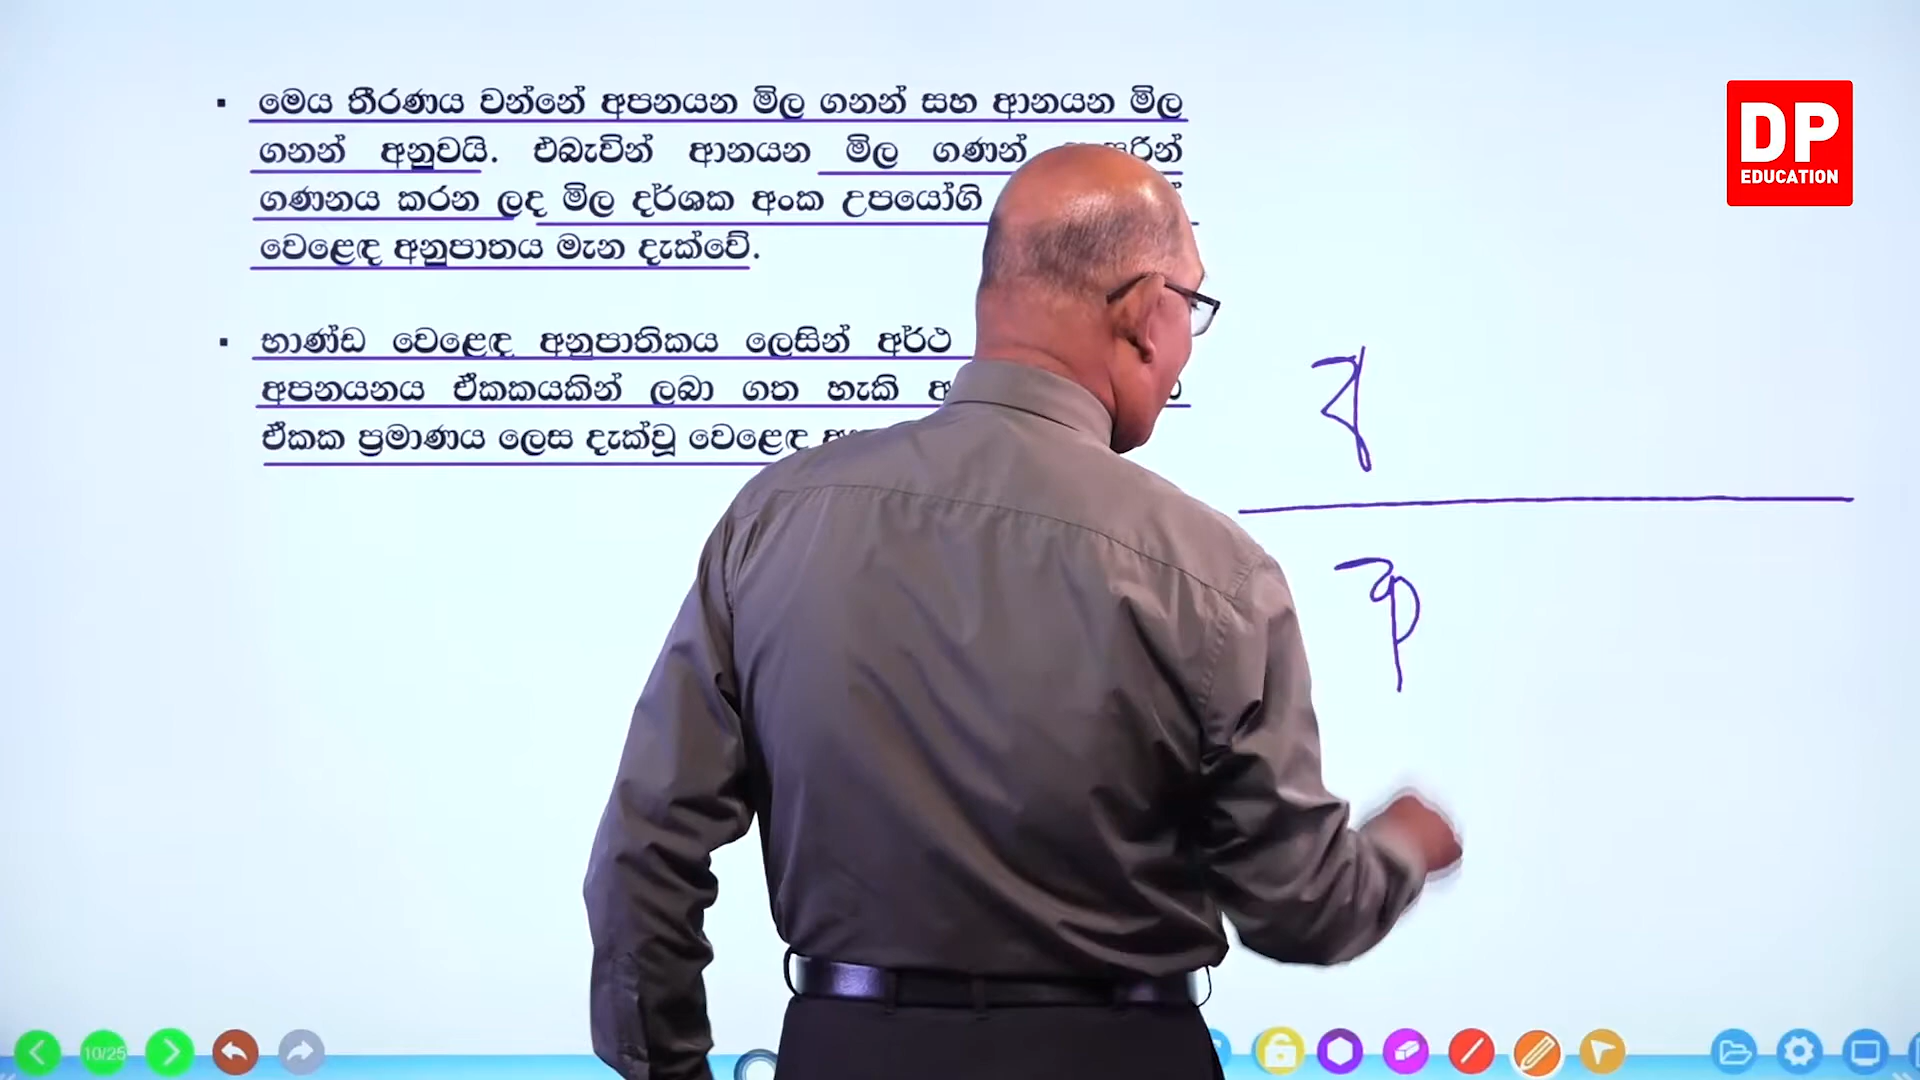 මෙය තීරණය වන්නේ අපනයන මිල ගනන් සහ ආනයන මිල
ගනන් අනුවයි. එබැවින් ආනයන මිල ගණන්
ගණනය කරන ලද මිල දර්ශක අංක උපයෝගි
වෙළෙඳ අනුපාතය මැන දැක්වේ.
භාණ්ඩ වෙළෙඳ අනුපාතිකය ලෙසින් අර්ථ
අපනයනය ඒකකයකින් ලබා ගත හැකි
ඒකක ප්‍රමාණය ලෙස දැක්වූ වෙළෙඳ
DP
EDUCATION
10/25